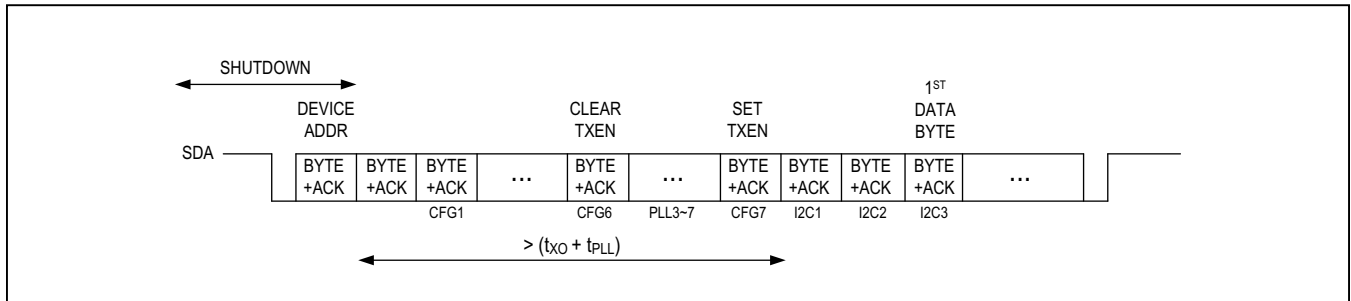 SHUTDOWN
DEVICE
ADDR
CLEAR
TXEN
SET
TXEN
1ST
DATA
BYTE
SDA
BYTE
+ACK
BYTE
+ACK
BYTE
+ACK
...
BYTE
+ACK
...
BYTE
+ACK
BYTE
+ACK
BYTE
+ACK
BYTE
+ACK
...
CFG1
CFG6
PLL3~7
CFG7
I2C1
I2C2
I2C3
> (tXO + tPLL)